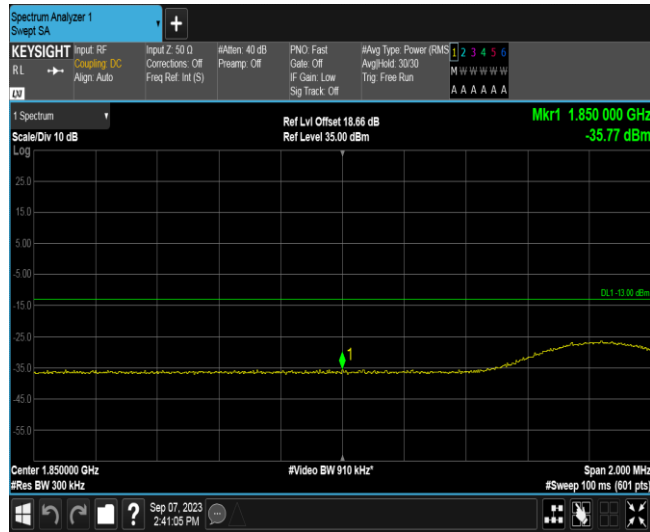 Spectrum Analyzer 1
Swept SA
+
KEYSIGHT
RL
LXI
Input: RF
Coupling: DC
Align: Auto
Input Z: 50 Ω
Corrections: Off
Freq Ref: Int (S)
#Atten: 40 dB
Preamp: Off
PNO: Fast
Gate: Off
IF Gain: Low
Sig Track: Off
#Avg Type: Power (RMS
Avg|Hold: 30/30
Trig: Free Run
1 2 3 4 5 6
M W W W W W
A A A A A A
1 Spectrum
Scale/Div 10 dB
Log
Ref Lvl Offset 18.66 dB
Ref Level 35.00 dBm
Mkr1 1.850 000 GHz
-35.77 dBm
25.0
15.0
5.00
-5.00
DL1 -13.00 dBm
-15.0
-25.0
1
-35.0
-45.0
-55.0
Center 1.85000 GHz
#Video BW 910 kHz*
Span 2.000 MHz
#Res BW 300 kHz
#Sweep 100 ms (601 pts)
?
Sep 07, 2023
2:41:05 PM